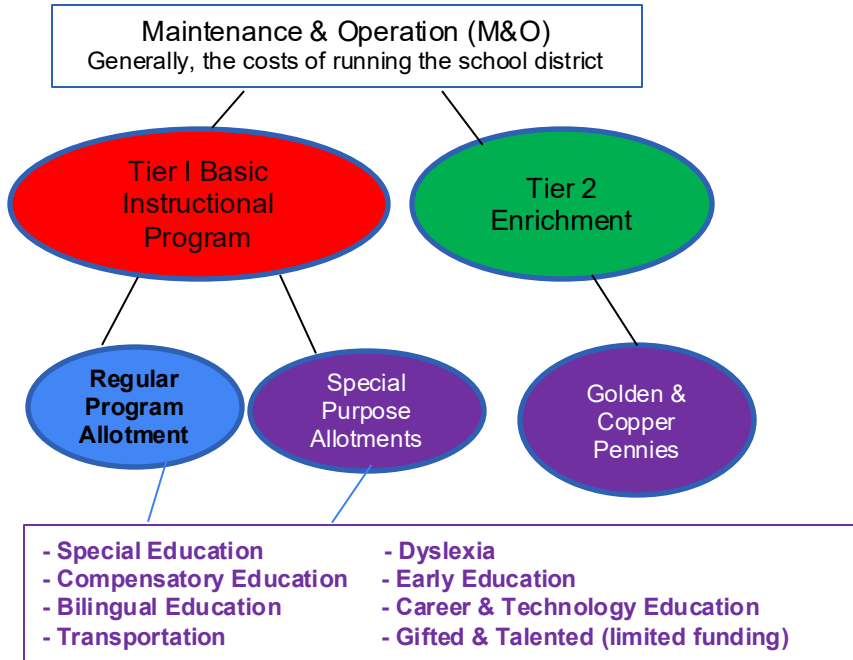 Maintenance & Operation (M&O)
Generally, the costs of running the school district
Tier I Basic
Instructional
Program
Tier 2
Enrichment
Regular
Program
Allotment
Special
Purpose
Allotments
Golden &
Copper
Pennies
- Special Education - Dyslexia
- Compensatory Education - Early Education
- Bilingual Education - Career & Technology Education
- Transportation - Gifted & Talented (limited funding)